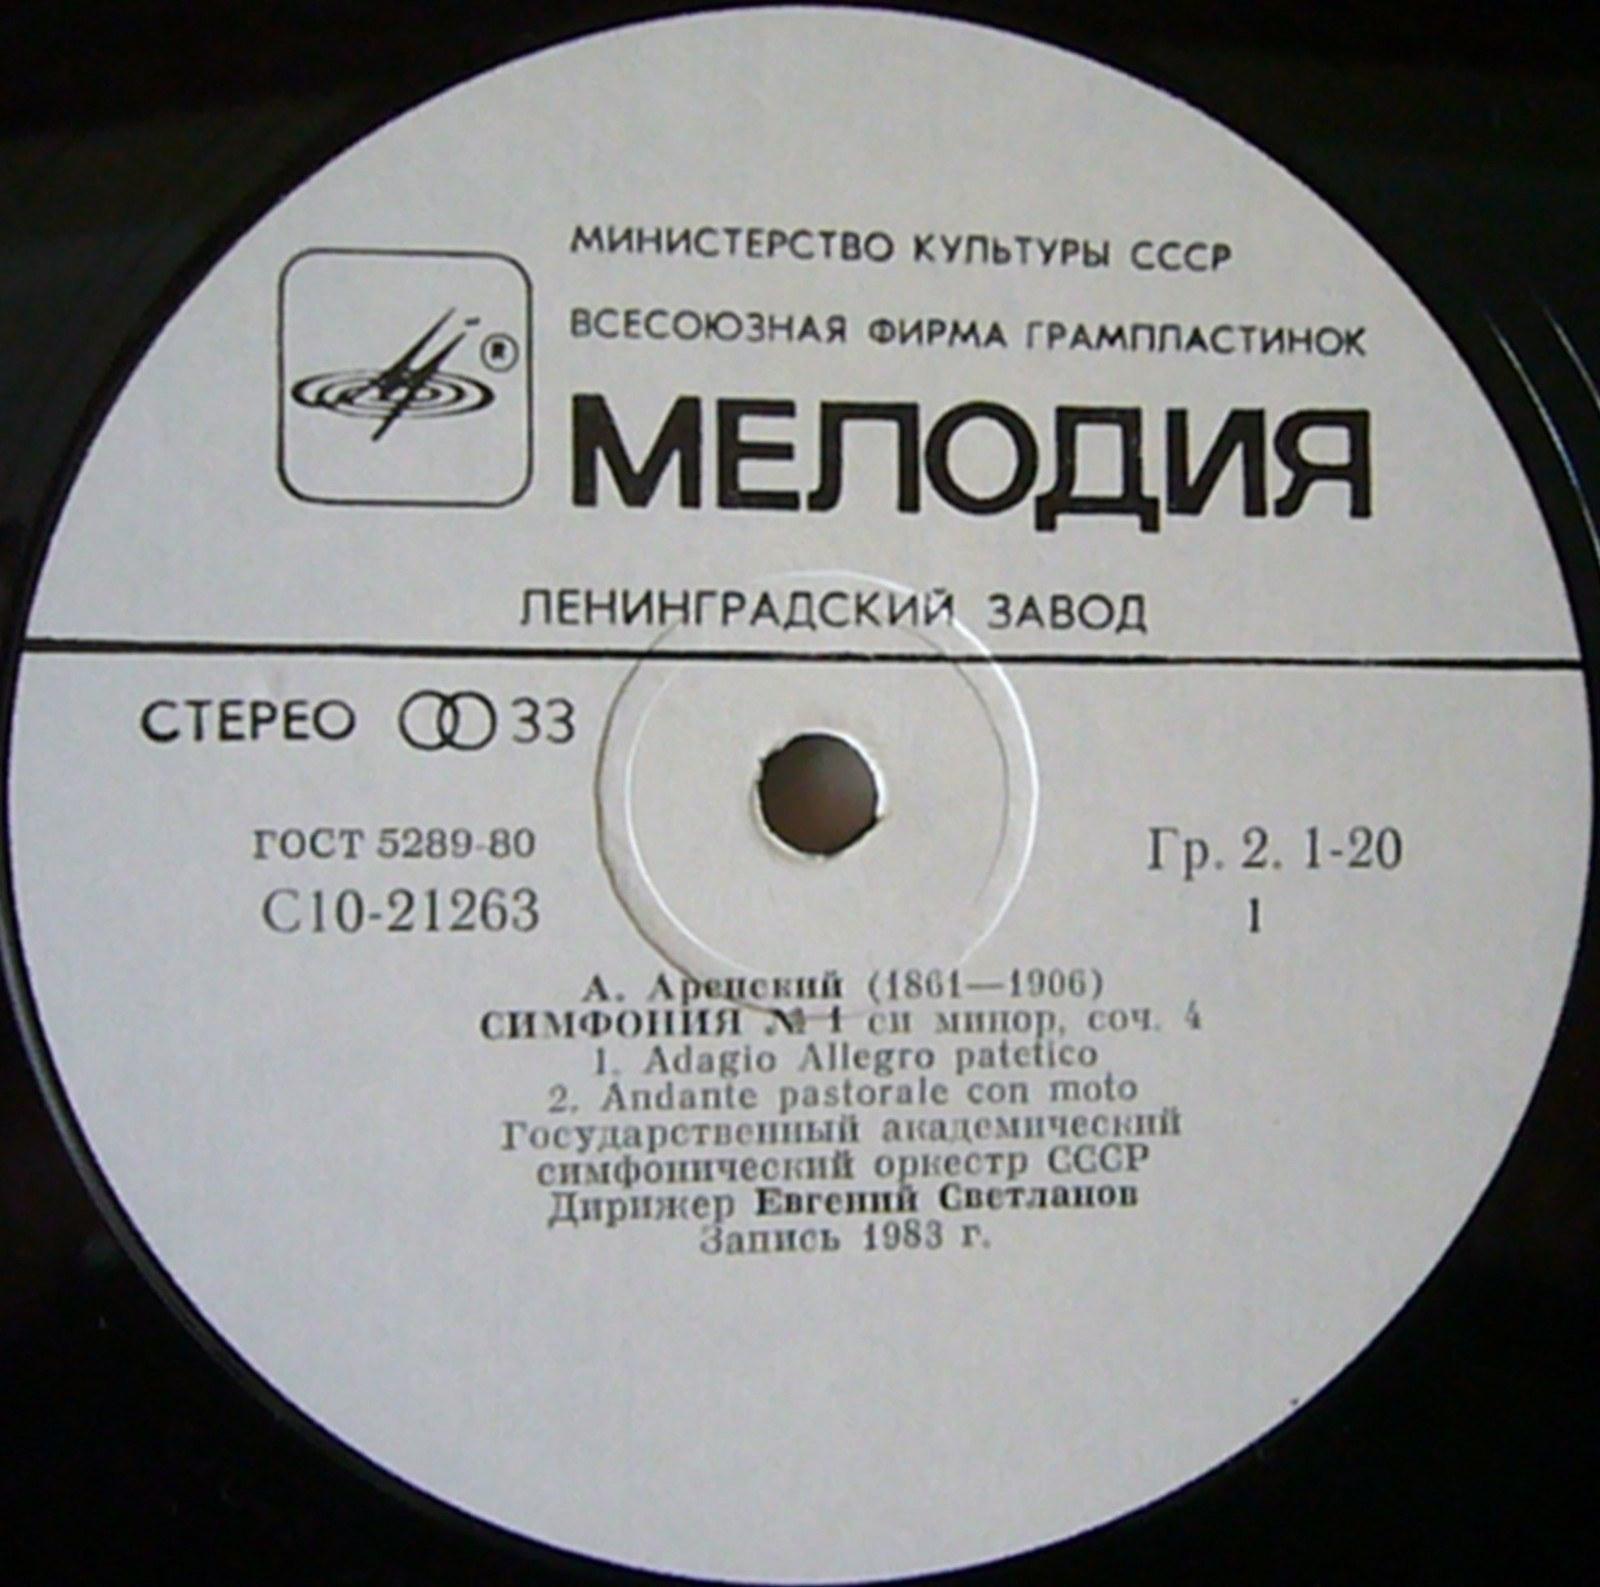 МИНИСТЕРСТВО КУЛЬТУРЫ СССР
ВСЕСОЮЗНАЯ ФИРМА ГРАМПЛАСТИНОК
®
МЕЛОДИЯ
ЛЕНИНГРАДСКИЙ ЗАВОД
СТЕРЕО 33
ГОСТ 5289-80
Гр. 2. 1-20
С10-21263
1
А. Аренский (1861—1906)
СИМФОНИЯ № 1 си минор, соч. 4
1. Adagio Allegro patetico
2. Andante pastorale con moto
Государственный академический
симфонический оркестр СССР
Дирижер Евгений Светланов
Запись 1983 г.